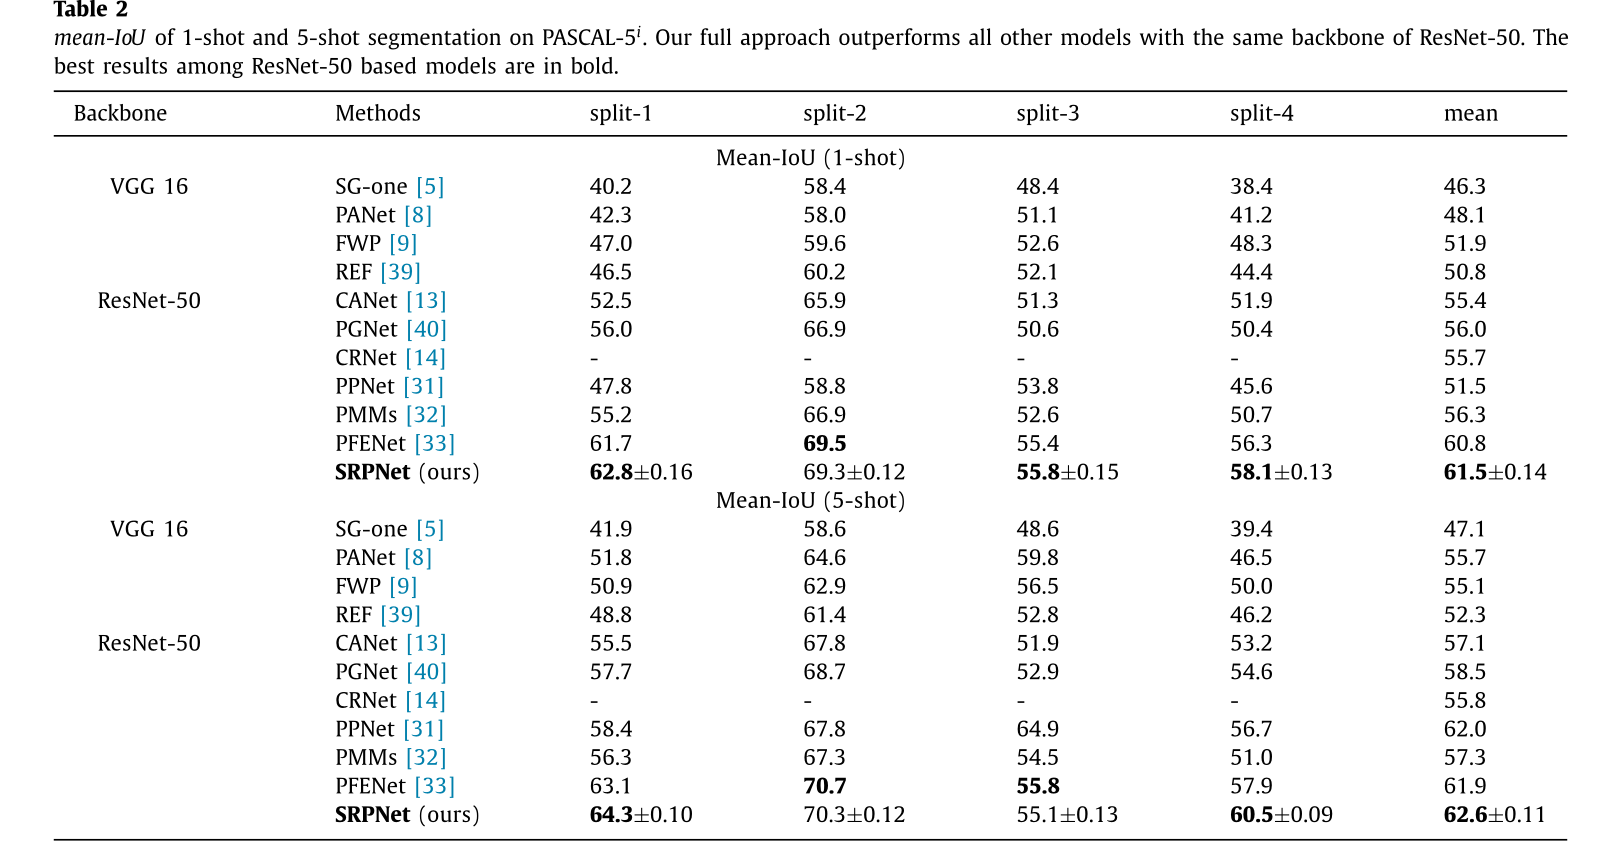 Table 2
mean-IoU of 1-shot and 5-shot segmentation on PASCAL-5i. Our full approach outperforms all other models with the same backbone of ResNet-50. The
best results among ResNet-50 based models are in bold.
Backbone Methods split-1 split-2 split-3 split-4 mean
Mean-IoU (1-shot)
VGG 16 SG-one [5] 40.2 58.4 48.4 38.4 46.3
PANet [8] 42.3 58.0 51.1 41.2 48.1
FWP [9] 47.0 59.6 52.6 48.3 51.9
REF [39] 46.5 60.2 52.1 44.4 50.8
ResNet-50 CANet [13] 52.5 65.9 51.3 51.9 55.4
PGNet [40] 56.0 66.9 50.6 50.4 56.0
CRNet [14] - - - - 55.7
PPNet [31] 47.8 58.8 53.8 45.6 51.5
PMMs [32] 55.2 66.9 52.6 50.7 56.3
PFENet [33] 61.7 69.5 55.4 56.3 60.8
SRPNet (ours) 62.8±0.16 69.3±0.12 55.8±0.15 58.1±0.13 61.5±0.14
Mean-IoU (5-shot)
VGG 16 SG-one [5] 41.9 58.6 48.6 39.4 47.1
PANet [8] 51.8 64.6 59.8 46.5 55.7
FWP [9] 50.9 62.9 56.5 50.0 55.1
REF [39] 48.8 61.4 52.8 46.2 52.3
ResNet-50 CANet [13] 55.5 67.8 51.9 53.2 57.1
PGNet [40] 57.7 68.7 52.9 54.6 58.5
CRNet [14] - - - - 55.8
PPNet [31] 58.4 67.8 64.9 56.7 62.0
PMMs [32] 56.3 67.3 54.5 51.0 57.3
PFENet [33] 63.1 70.7 55.8 57.9 61.9
SRPNet (ours) 64.3±0.10 70.3±0.12 55.1±0.13 60.5±0.09 62.6±0.11